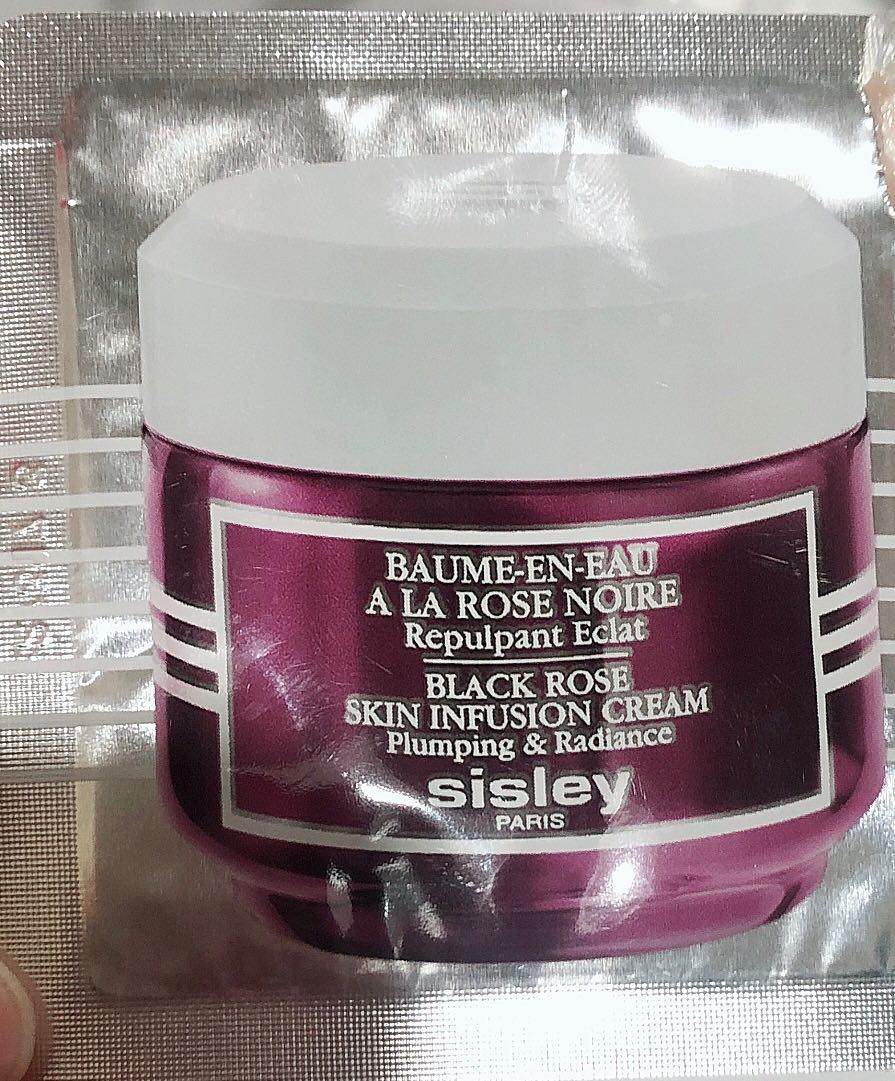 BAUME-EN-EAU
A LA ROSE NOIRE
Repulpant Eclat
BLACK ROSE
SKIN INFUSION CREAM
Plumping & Radiance
sisley
PARIS